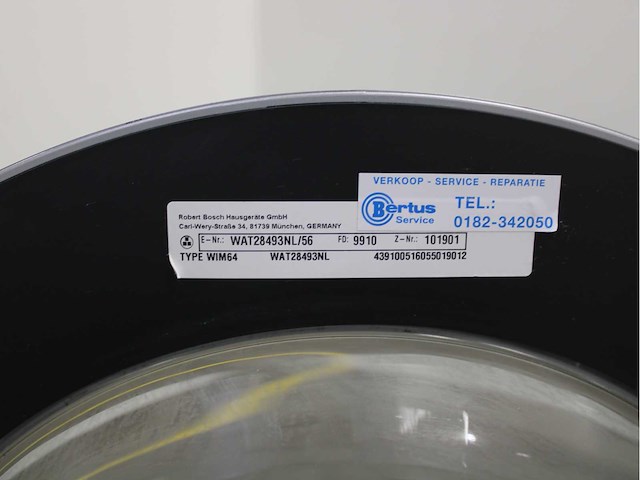 VERKOOP - SERVICE - REPARATIE
Bertus
Service
TEL.:
0182-342050
Robert Bosch Hausgeräte GmbH
Carl-Wery-Straße 34, 81739 München, GERMANY
E-Nr.: WAT28493NL/56 FD: 9910 Z-Nr.: 101901
TYPE WIM64 WAT28493NL 439100516055019012